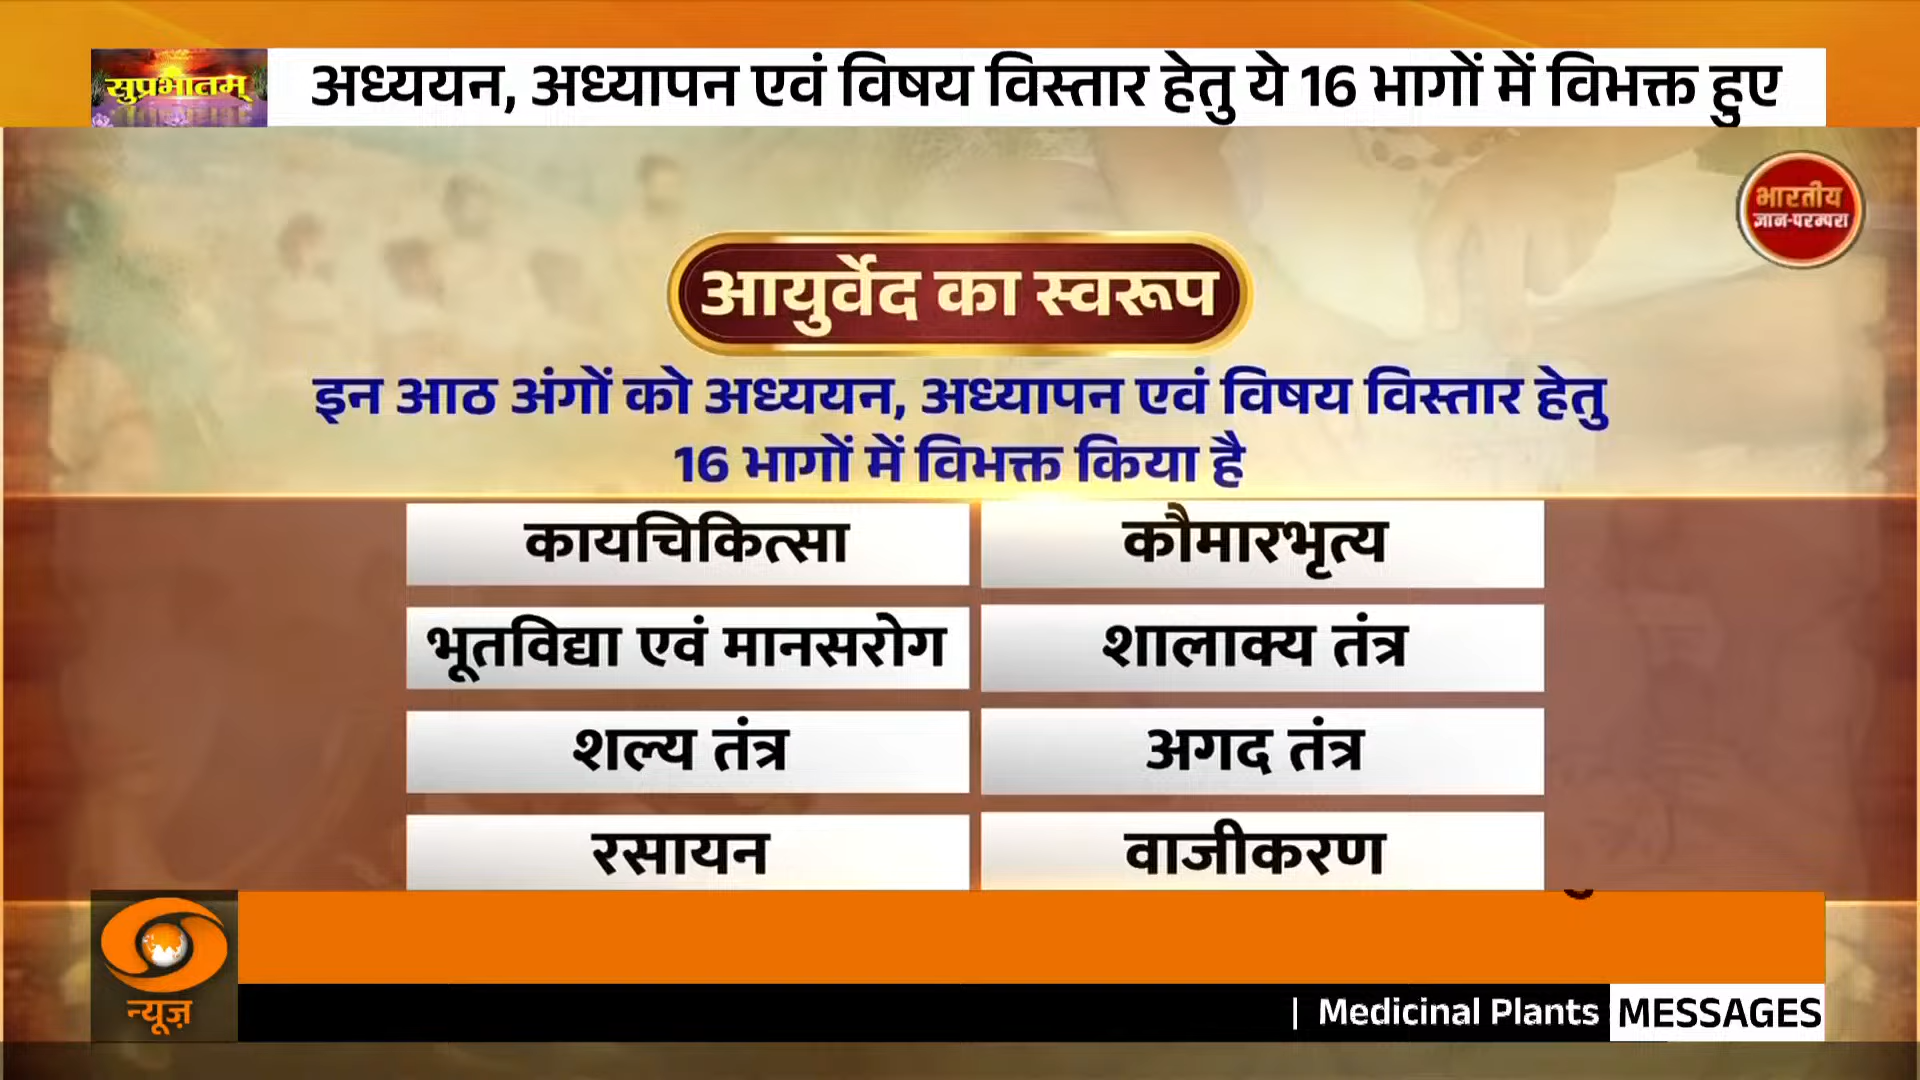 सुप्रभातम्
अध्ययन, अध्यापन एवं विषय विस्तार हेतु ये 16 भागों में विभक्त हुए
भारतीय
ज्ञान-परम्परा
आयुर्वेद का स्वरूप
इन आठ अंगों को अध्ययन, अध्यापन एवं विषय विस्तार हेतु
16 भागों में विभक्त किया है
कायचिकित्सा
कौमारभृत्य
भूतविद्या एवं मानसरोग
शालाक्य तंत्र
शल्य तंत्र
अगद तंत्र
रसायन
वाजीकरण
न्यूज़
| Medicinal Plants
MESSAGES